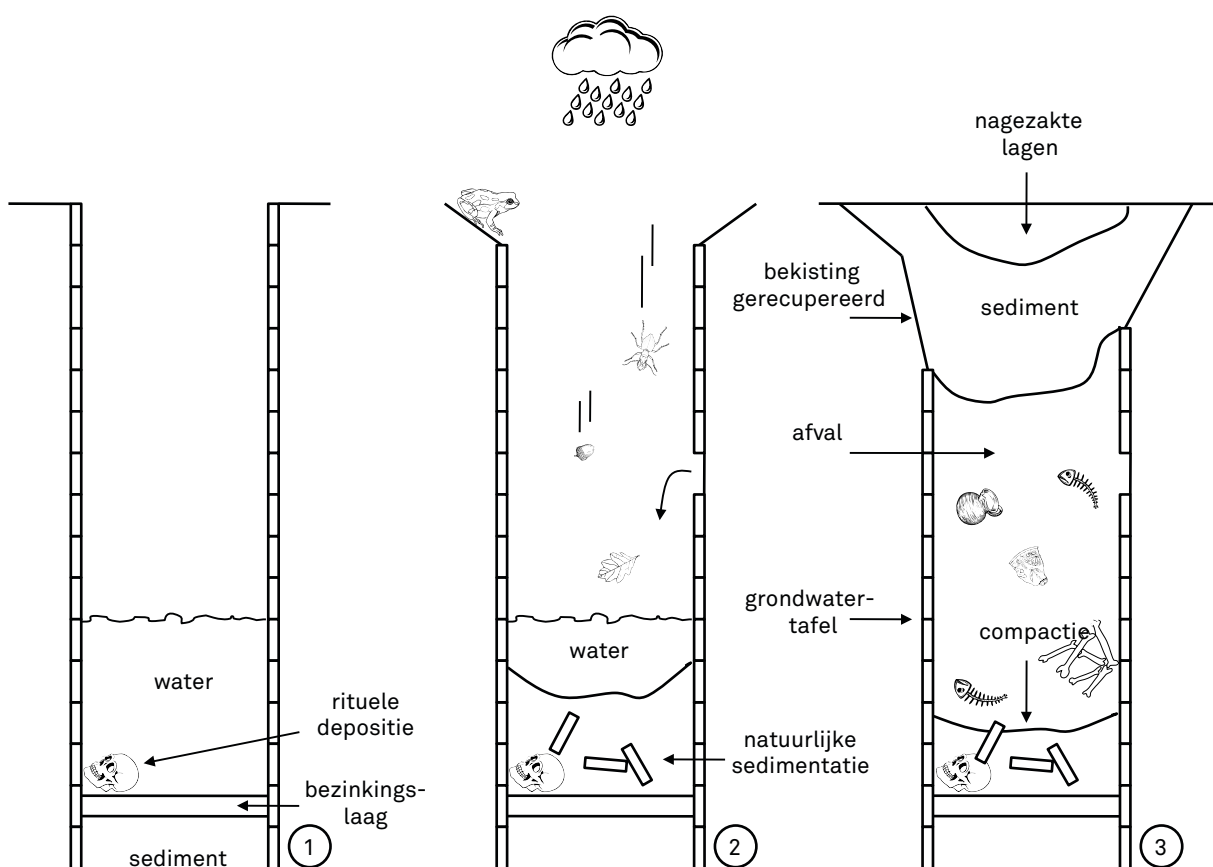 nagezakte
lagen
bekisting
gerecupereerd
sediment
afval
grondwater-
tafel
compactie
water
water
rituele
depositie
natuurlijke
sedimentatie
bezinkings-
laag
sediment
1
2
3